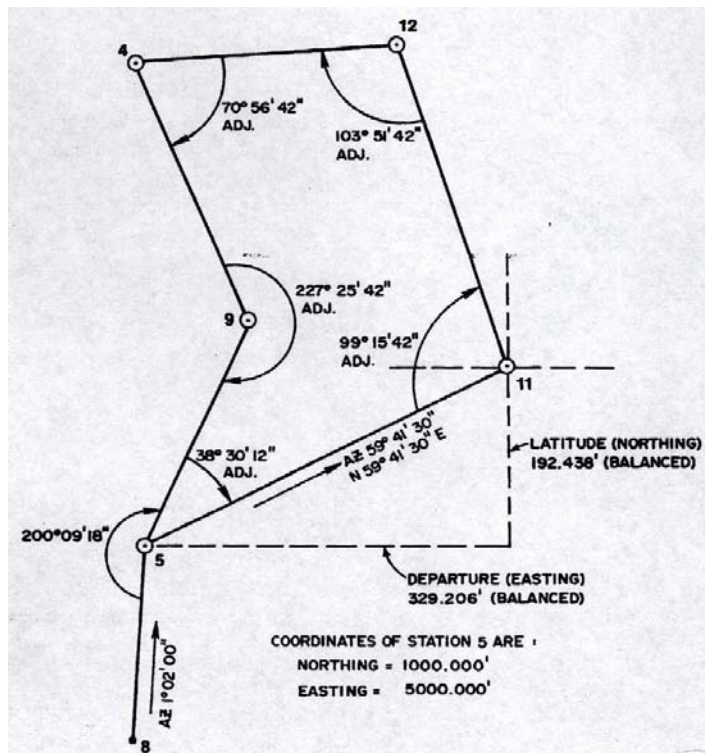 12
4
70° 56' 42"
ADJ.
103° 51' 42"
ADJ.
9
227° 25' 42"
ADJ.
99° 15' 42"
ADJ.
11
AZ 59° 41' 30"
N 59° 41' 30" E
LATITUDE (NORTHING)
192.438' (BALANCED)
38° 30' 12"
ADJ.
200° 09' 18"
5
DEPARTURE (EASTING)
329.206' (BALANCED)
COORDINATES OF STATION 5 ARE :
NORTHING = 1000.000'
EASTING = 5000.000'
AZ 1° 02' 00"
8